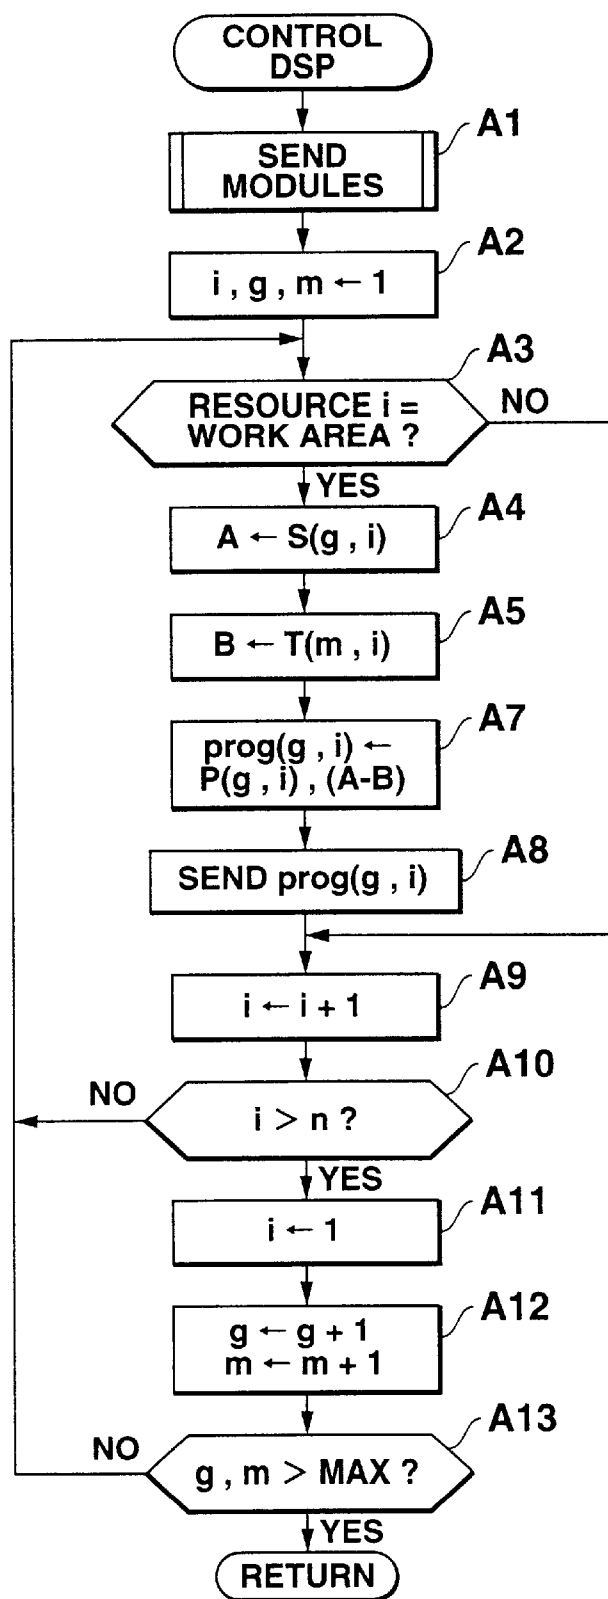 CONTROL
DSP
A1
SEND
MODULES
A2
i , g , m ← 1
A3
RESOURCE i =
WORK AREA ?
NO
YES
A4
A ← S(g , i)
A5
B ← T(m , i)
A7
prog(g , i) ←
P(g , i) , (A-B)
A8
SEND prog(g , i)
A9
i ← i + 1
A10
NO
i > n ?
YES
A11
i ← 1
A12
g ← g + 1
m ← m + 1
A13
NO
g , m > MAX ?
YES
RETURN